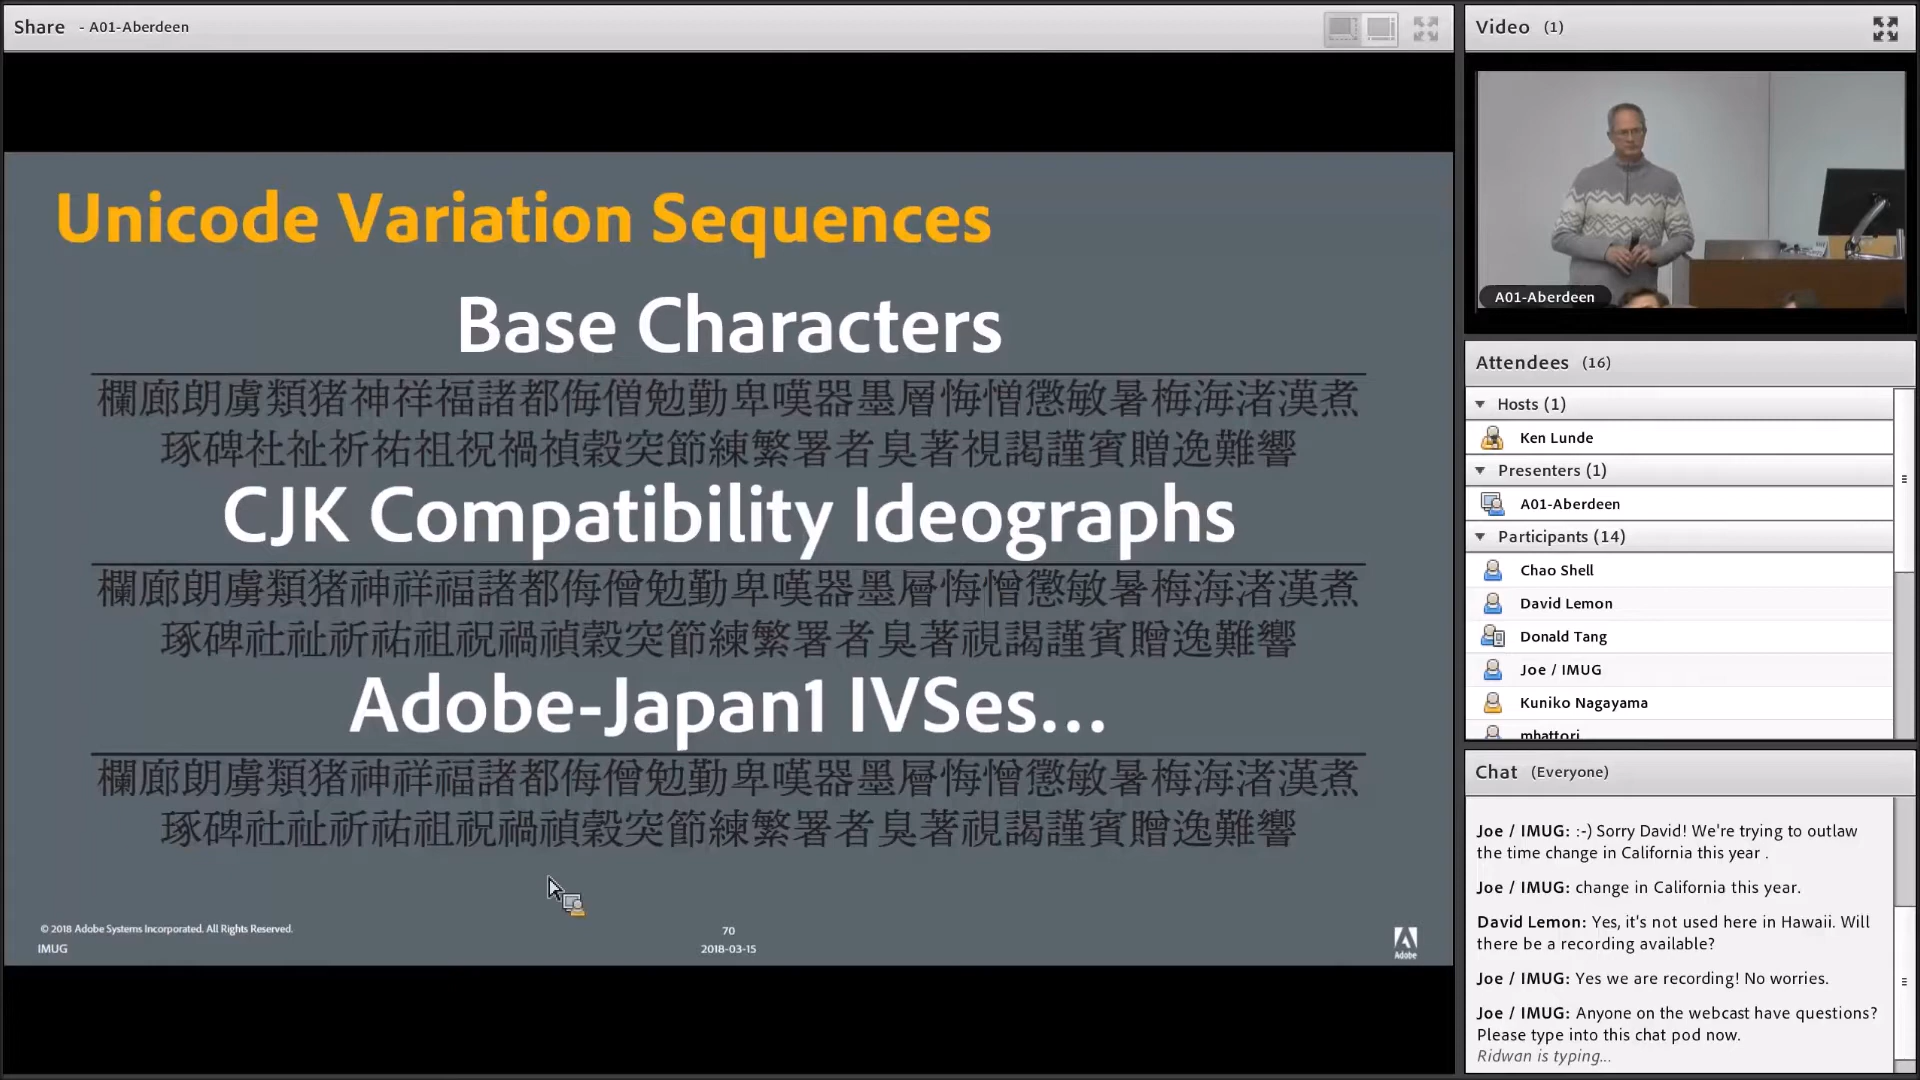 Share - A01-Aberdeen
Unicode Variation Sequences
Base Characters
欄廊朗虜類猪神祥福諸都侮僧勉勤卑嘆器墨層悔憎懲敏暑梅海渚漢煮
琢碑社祉祈祐祖祝禍禎穀突節練繁署者臭著視謁謹賓贈逸難響
CJK Compatibility Ideographs
欄廊朗虜類猪神祥福諸都侮僧勉勤卑嘆器墨層悔憎懲敏暑梅海渚漢煮
琢碑社祉祈祐祖祝禍禎穀突節練繁署者臭著視謁謹賓贈逸難響
Adobe-Japan1 IVSes...
欄廊朗虜類猪神祥福諸都侮僧勉勤卑嘆器墨層悔憎懲敏暑梅海渚漢煮
琢碑社祉祈祐祖祝禍禎穀突節練繁署者臭著視謁謹賓贈逸難響
© 2018 Adobe Systems Incorporated. All Rights Reserved.
IMUG
70
2018-03-15
Adobe
Video (1)
A01-Aberdeen
Attendees (16)
Hosts (1)
Ken Lunde
Presenters (1)
A01-Aberdeen
Participants (14)
Chao Shell
David Lemon
Donald Tang
Joe / IMUG
Kuniko Nagayama
mhattori
Chat (Everyone)
Joe / IMUG: :-) Sorry David! We're trying to outlaw
the time change in California this year .
Joe / IMUG: change in California this year.
David Lemon: Yes, it's not used here in Hawaii. Will
there be a recording available?
Joe / IMUG: Yes we are recording! No worries.
Joe / IMUG: Anyone on the webcast have questions?
Please type into this chat pod now.
Ridwan is typing...